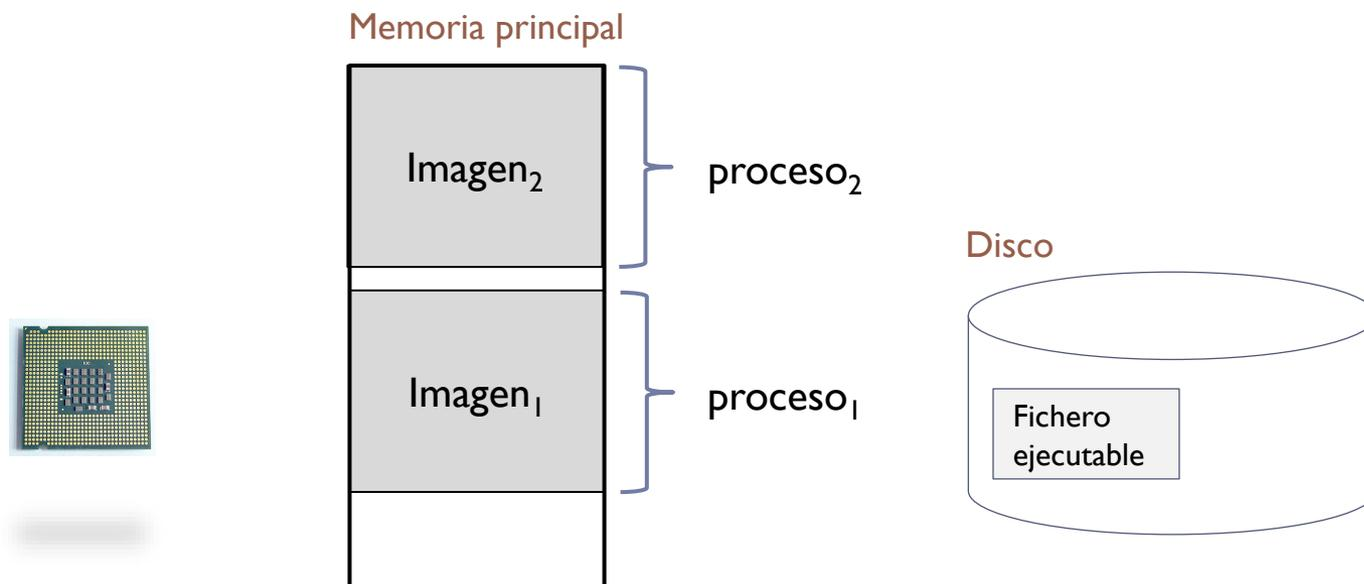 Memoria principal
Imagen₂
proceso₂
Disco
Imagen₁
proceso₁
Fichero
ejecutable